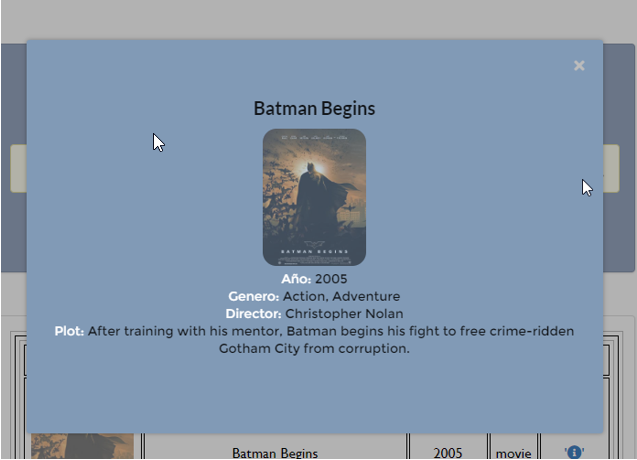 ×
Batman Begins
BATMAN BEGINS
Año: 2005
Genero: Action, Adventure
Director: Christopher Nolan
Plot: After training with his mentor, Batman begins his fight to free crime-ridden
Gotham City from corruption.
Batman Begins 2005 movie 'i'